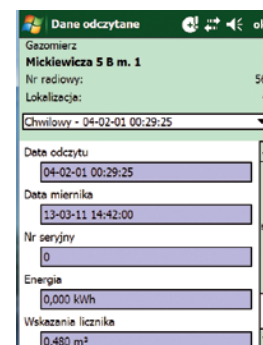 Dane odczytane
Gazomierz
Mickiewicza 5 B m. 1
Nr radiowy:
Lokalizacja:
Chwilowy - 04-02-01 00:29:25
Data odczytu
04-02-01 00:29:25
Data miernika
13-03-11 14:42:00
Nr seryjny
0
Energia
0,000 kWh
Wskazania licznika
0,480 m³